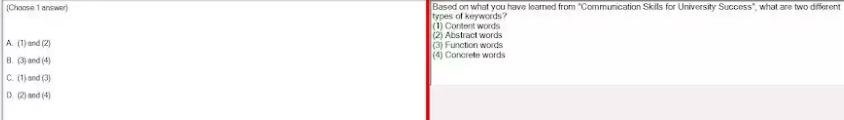 (Choose 1 answer)
A. (1) and (2)
B. (3) and (4)
C. (1) and (3)
D. (2) and (4)
Based on what you have learned from "Communication Skills for University Success", what are two different
types of keywords?
(1) Content words
(2) Abstract words
(3) Function words
(4) Concrete words